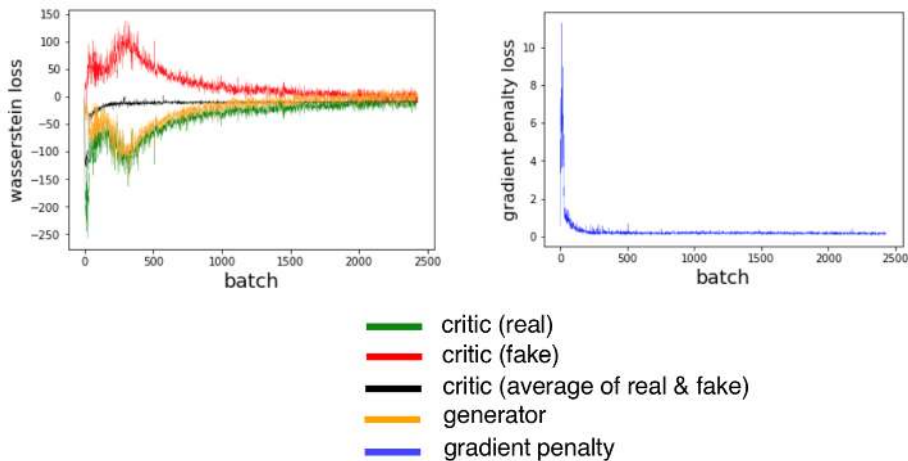 150
100
50
0
-50
-100
-150
-200
-250
wasserstein loss
0 500 1000 1500 2000 2500
batch
10
8
6
4
2
0
gradient penalty loss
0 500 1000 1500 2000 2500
batch
critic (real)
critic (fake)
critic (average of real & fake)
generator
gradient penalty